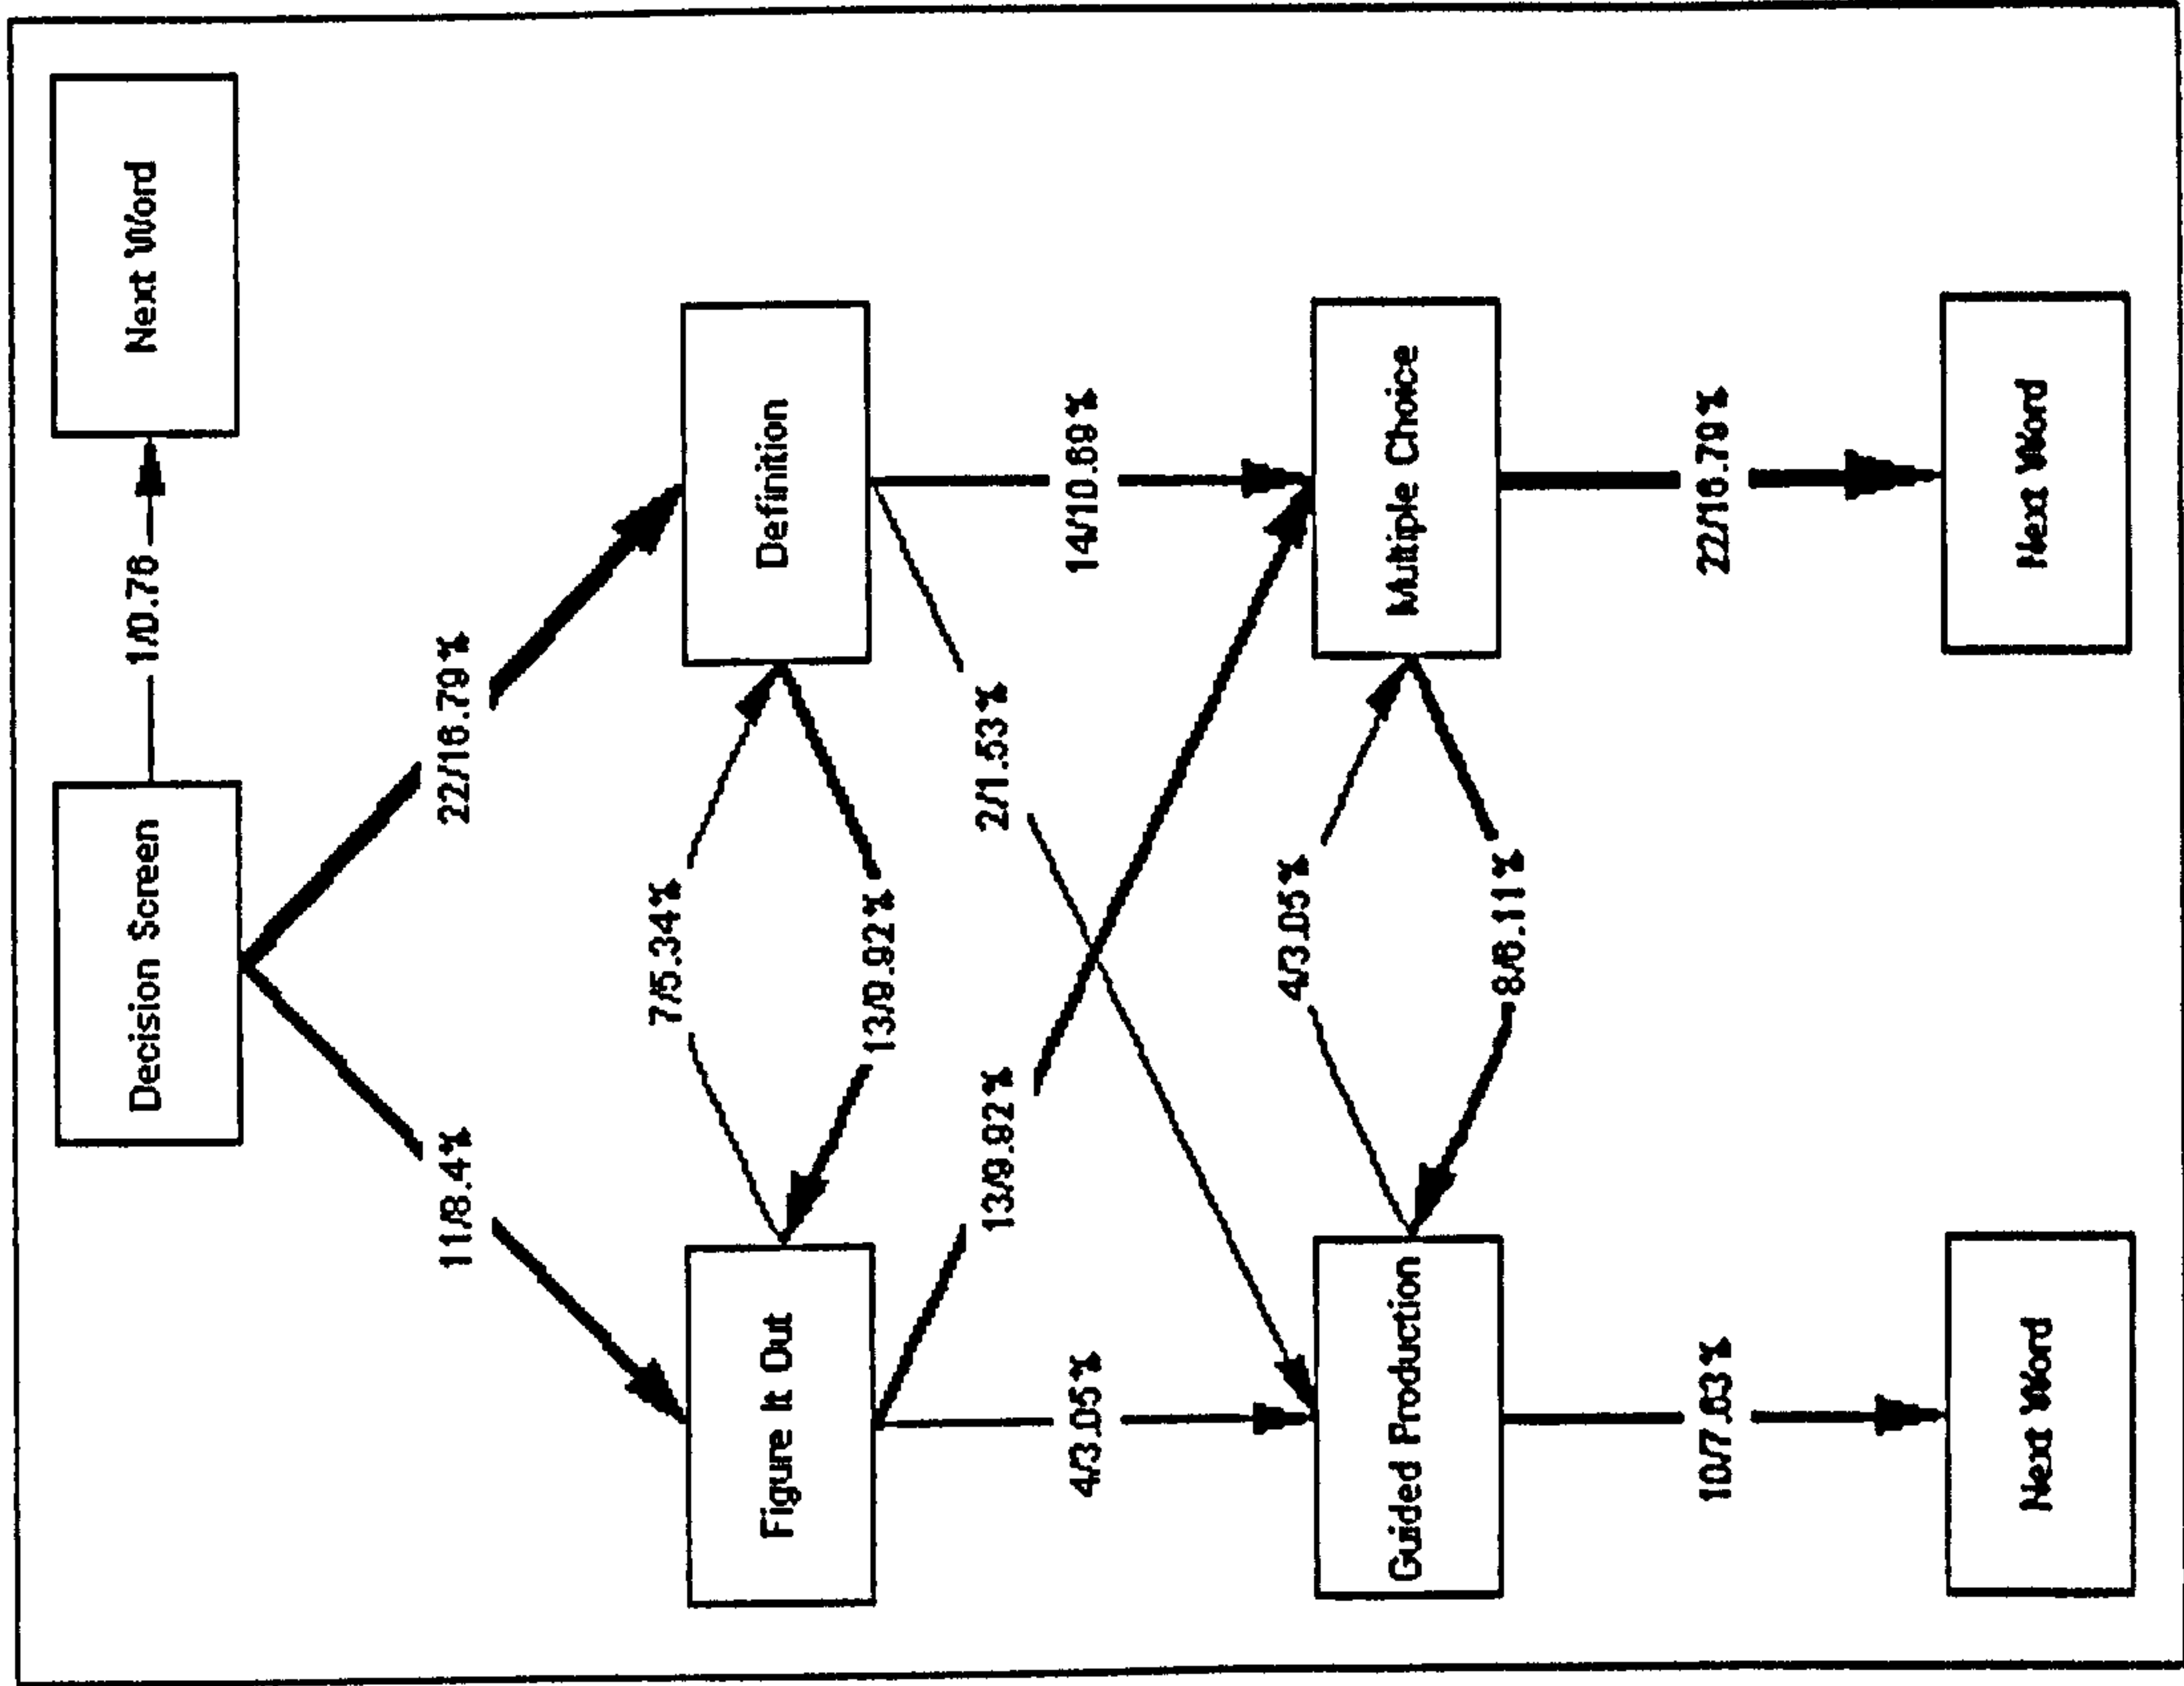 Decision Screen
1/0.76
Next Word
11/8.4%
22/16.79%
7/5.34%
Figure It Out
Definition
13/9.92%
13/9.92%
2/1.53%
4/3.05%
14/10.69%
4/3.05%
Guided Production
Multiple Choice
8/6.11%
10/7.63%
22/16.79%
Next Word
Next Word